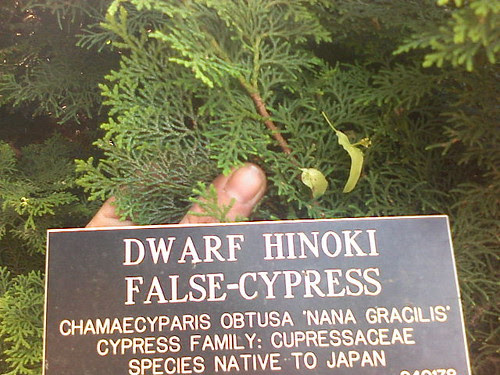 DWARF HINOKI
FALSE-CYPRESS
CHAMAECYPARIS OBTUSA 'NANA GRACILIS'
CYPRESS FAMILY: CUPRESSACEAE
SPECIES NATIVE TO JAPAN